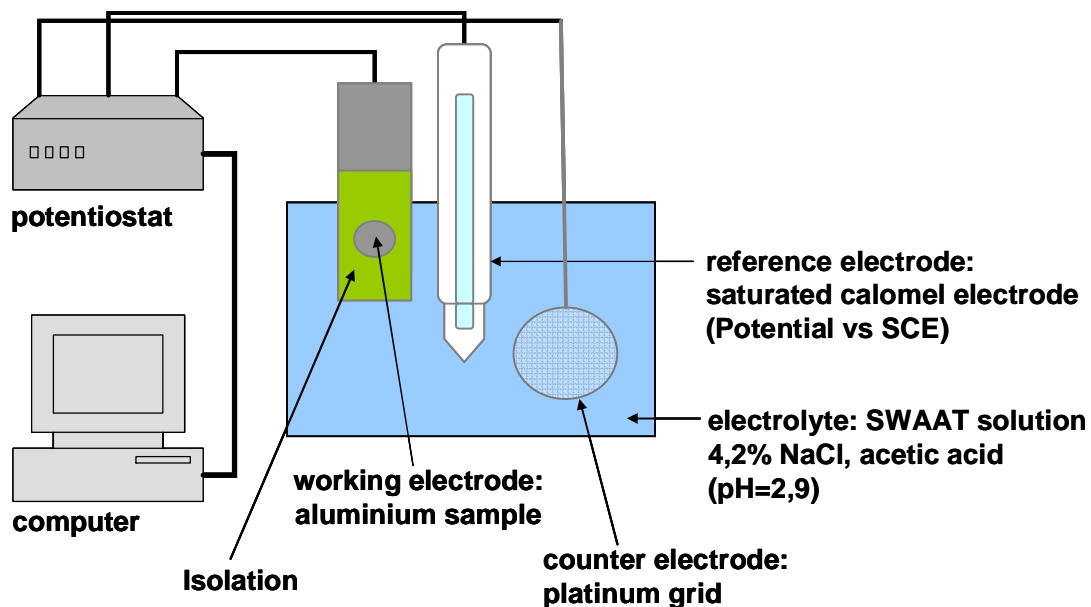 potentiostat
reference electrode:
saturated calomel electrode
(Potential vs SCE)
electrolyte: SWAAT solution
4,2% NaCl, acetic acid
(pH=2,9)
working electrode:
aluminium sample
computer
counter electrode:
platinum grid
Isolation